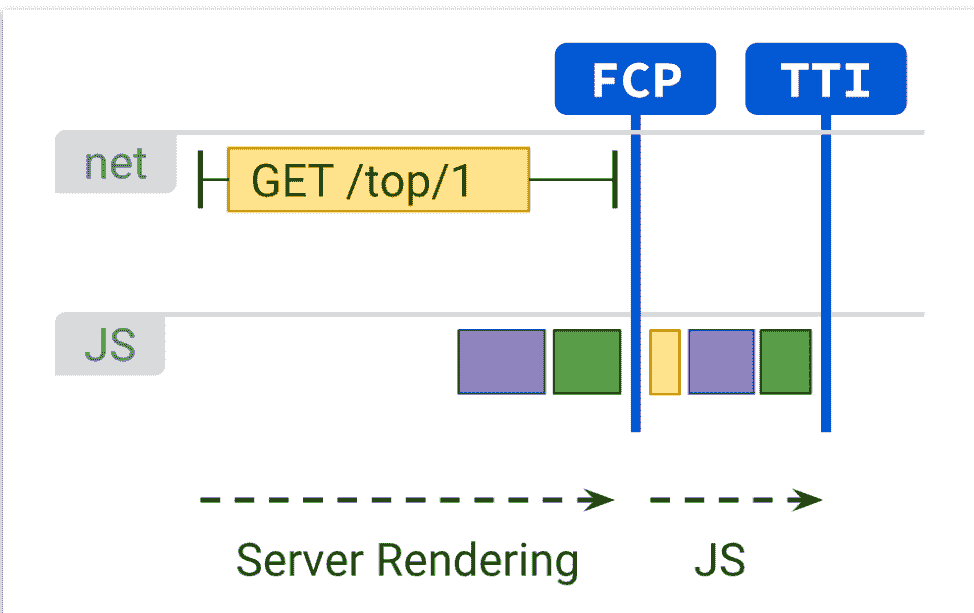 FCP
TTI
net
GET /top/1
JS
Server Rendering
JS